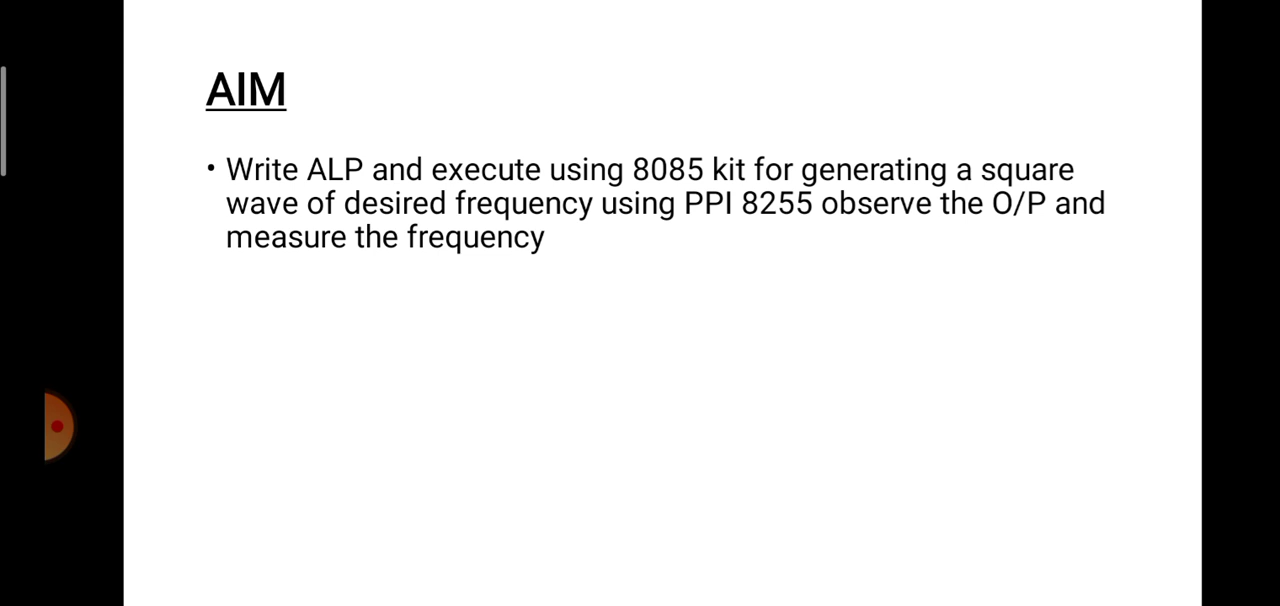 AIM
• Write ALP and execute using 8085 kit for generating a square
wave of desired frequency using PPI 8255 observe the O/P and
measure the frequency